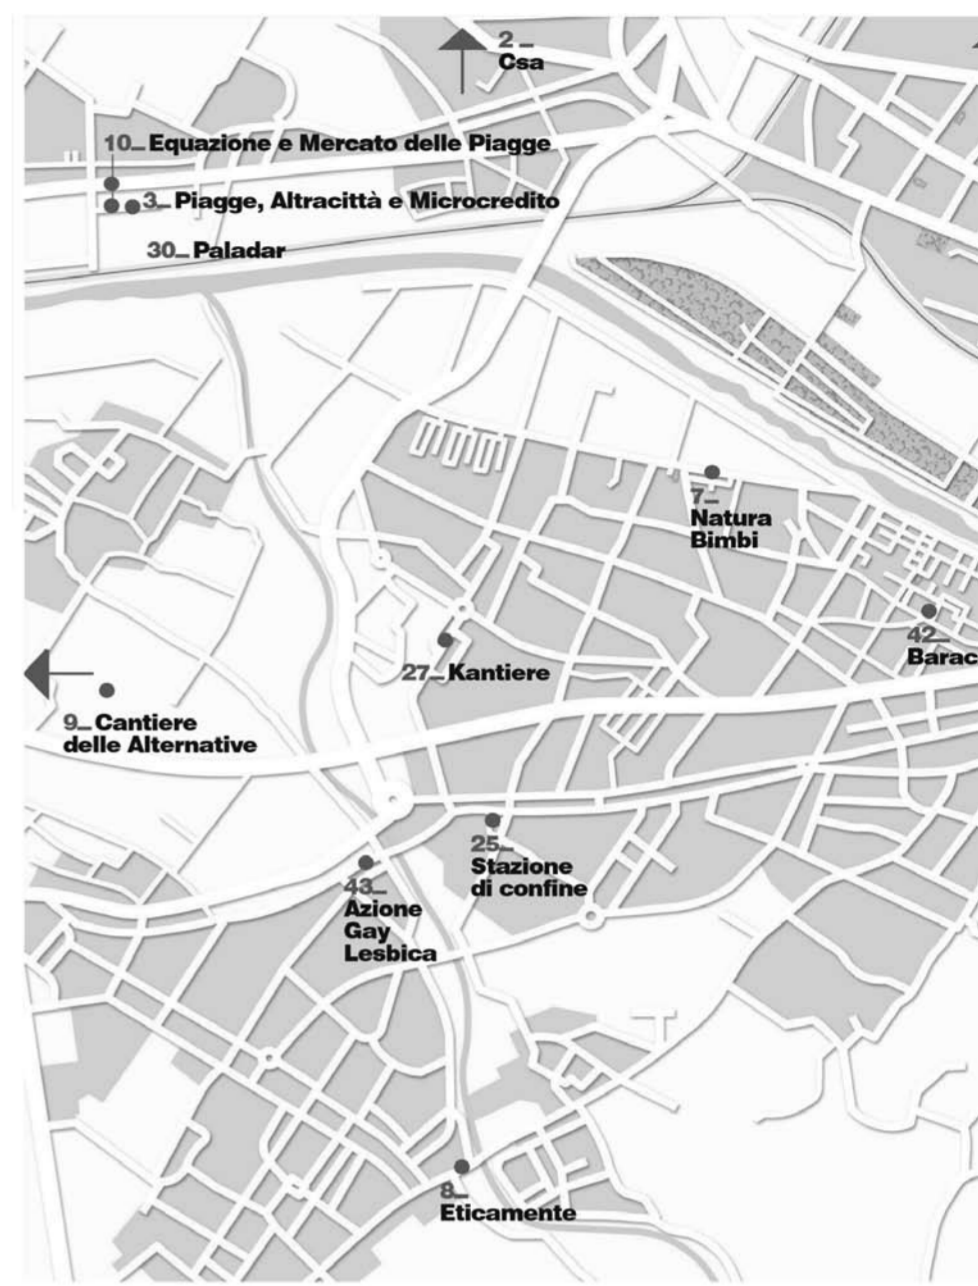 2_
Csa
10_Equazione e Mercato delle Piagge
3_Piagge, Altracittà e Microcredito
30_Paladar
7_
Natura
Bimbi
42_
Barac
27_Kantiere
9_Cantiere
delle Alternative
25_
Stazione
di confine
43_
Azione
Gay
Lesbica
8_
Eticamente